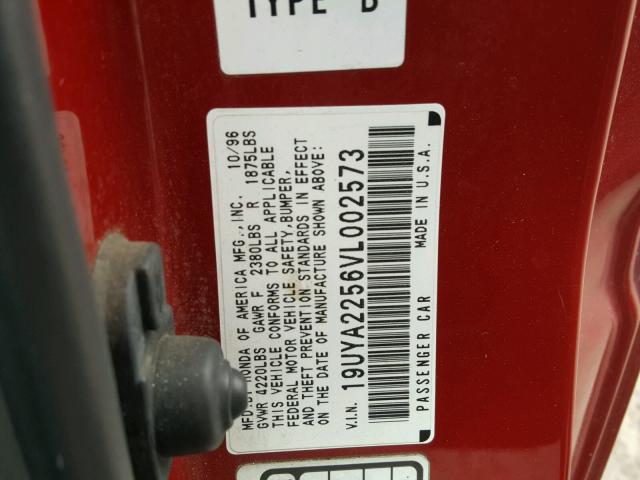 TYPE B
MFD. BY HONDA OF AMERICA MFG.,INC. 10/96
GVWR 4220LBS GAWR F 2380LBS R 1875LBS
THIS VEHICLE CONFORMS TO ALL APPLICABLE
FEDERAL MOTOR VEHICLE SAFETY,BUMPER,
AND THEFT PREVENTION STANDARDS IN EFFECT
ON THE DATE OF MANUFACTURE SHOWN ABOVE:
V.I.N. 19UYA2256VL002573
PASSENGER CAR MADE IN U.S.A.